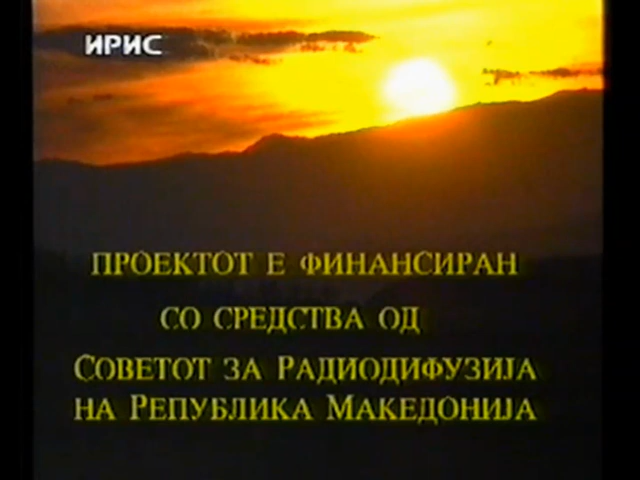 ИРИС
ПРОЕКТОТ Е ФИНАНСИРАН
СО СРЕДСТВА ОД
СОВЕТОТ ЗА РАДИОДИФУЗИЈА
НА РЕПУБЛИКА МАКЕДОНИЈА